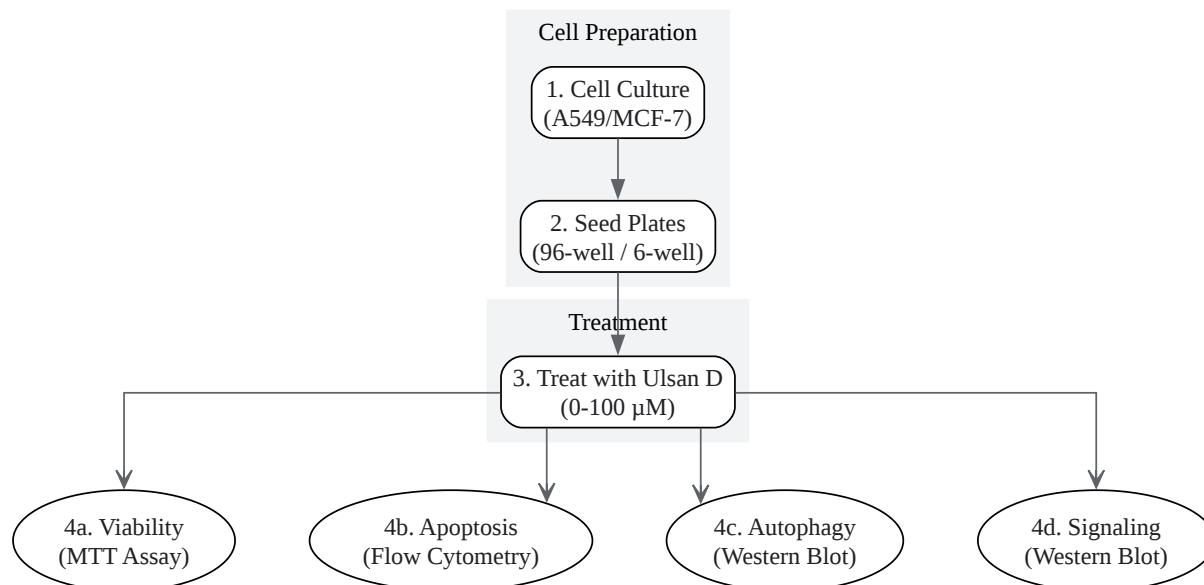 Cell Preparation
1. Cell Culture
(A549/MCF-7)
2. Seed Plates
(96-well / 6-well)
Treatment
3. Treat with Ulsan D
(0-100 µM)
4a. Viability
(MTT Assay)
4b. Apoptosis
(Flow Cytometry)
4c. Autophagy
(Western Blot)
4d. Signaling
(Western Blot)